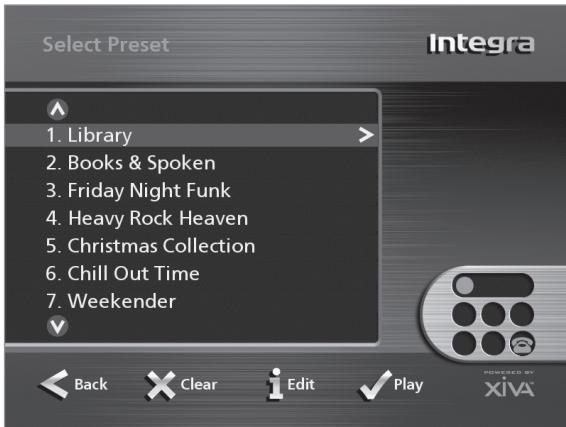 Select Preset
Integra
1. Library >
2. Books & Spoken
3. Friday Night Funk
4. Heavy Rock Heaven
5. Christmas Collection
6. Chill Out Time
7. Weekender
Back Clear Edit Play
POWERED BY
XiVA